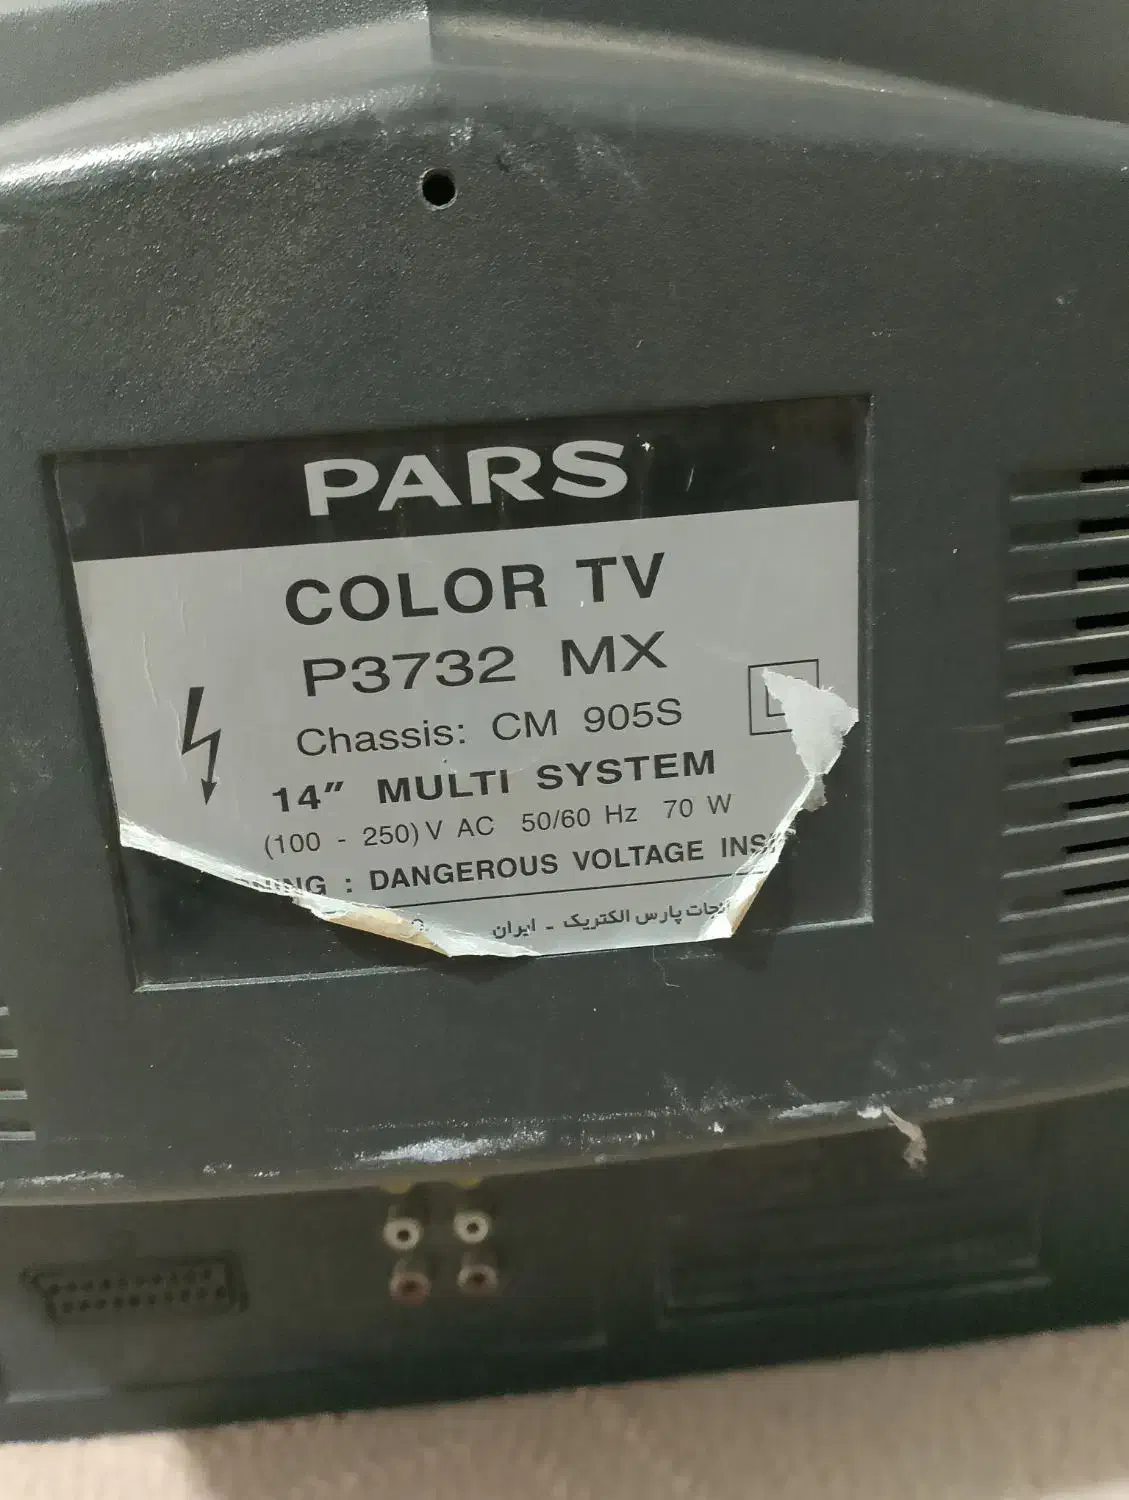 PARS
COLOR TV
P3732 MX
Chassis: CM 905S
14" MULTI SYSTEM
(100 - 250) V AC 50/60 Hz 70 W
: DANGEROUS VOLTAGE
پارس الکتریک - ایران